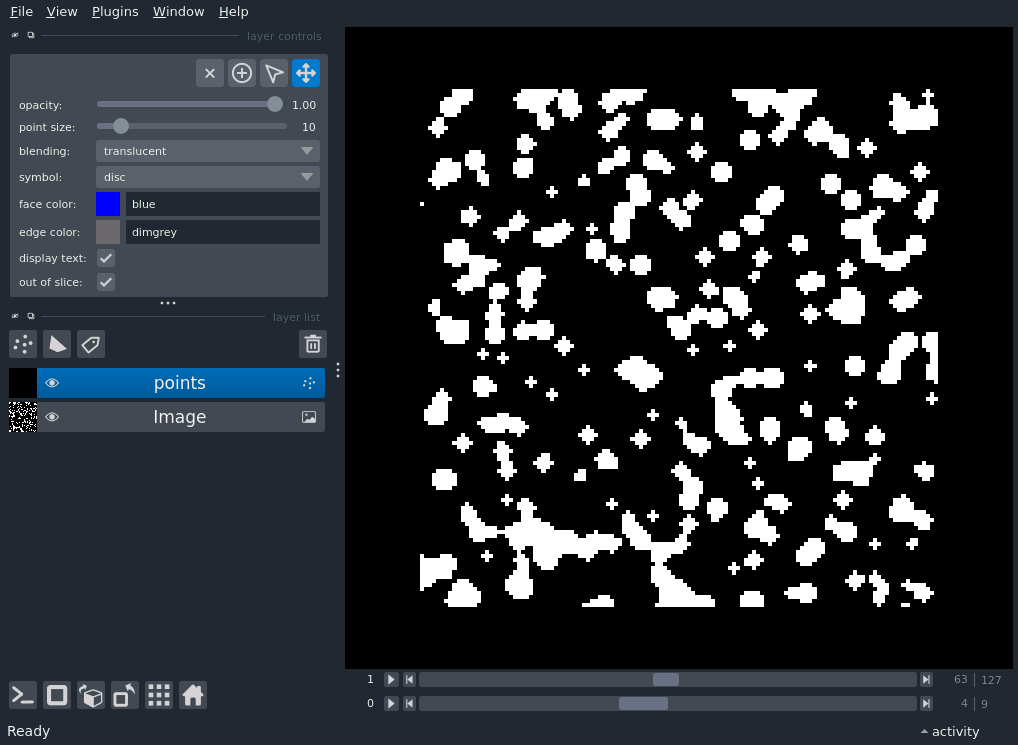 File View Plugins Window Help
layer controls
opacity: 1.00
point size: 10
blending: translucent
symbol: disc
face color: blue
edge color: dimgrey
display text:
out of slice:
layer list
points
Image
1 63 127
0 4 9
Ready activity